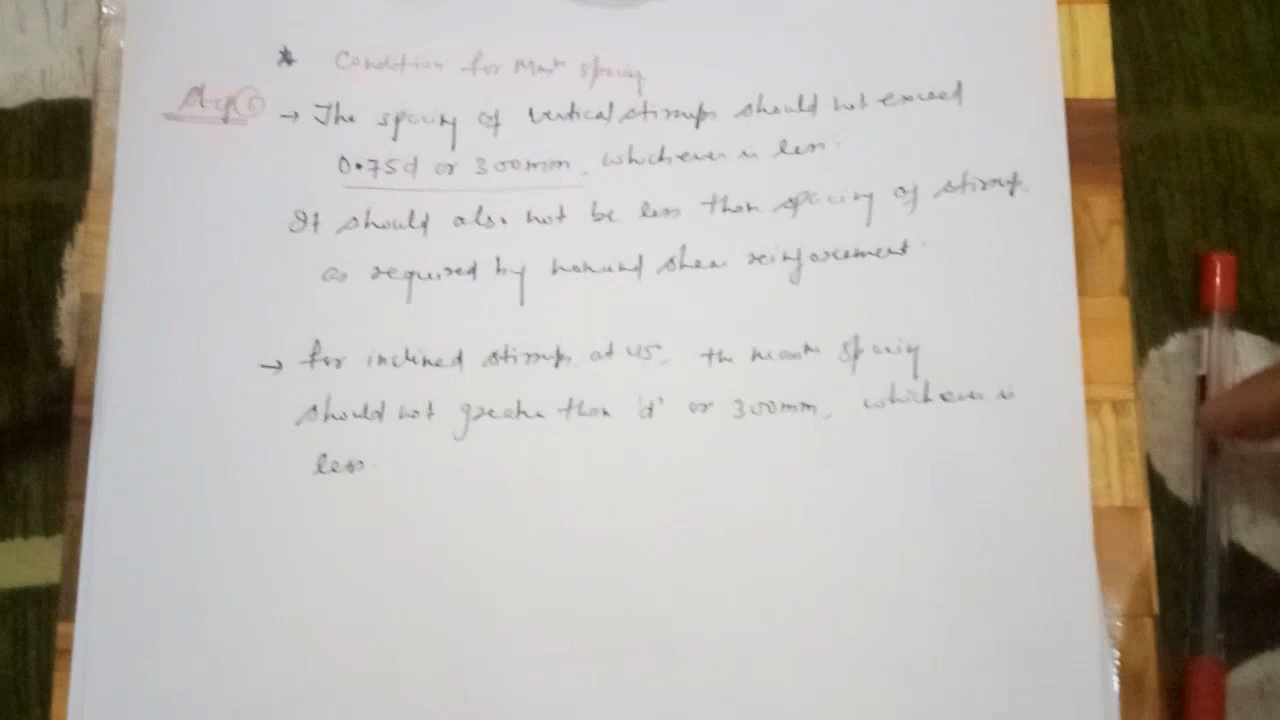 * Condition for Max^m spacing
Step 6 → The spacing of vertical stirrups should not exceed
0.75d or 300mm, whichever is less.
It should also not be less than spacing of stirrup
as required by nominal shear reinforcement.
→ for inclined stirrups at 45°, the max^m spacing
should not greater than 'd' or 300mm, whichever is
less.